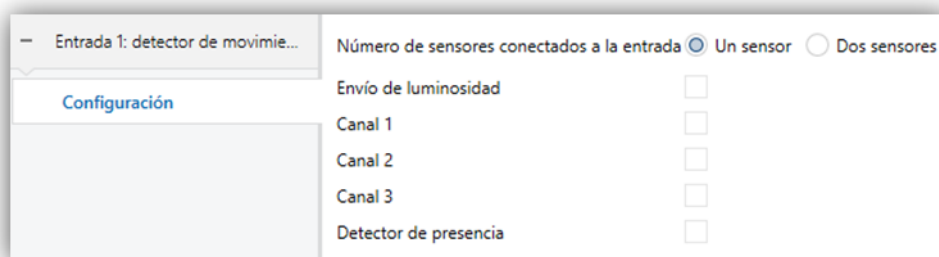 Entrada 1: detector de movimie...
Configuración
Número de sensores conectados a la entrada Un sensor Dos sensores
Envío de luminosidad
Canal 1
Canal 2
Canal 3
Detector de presencia